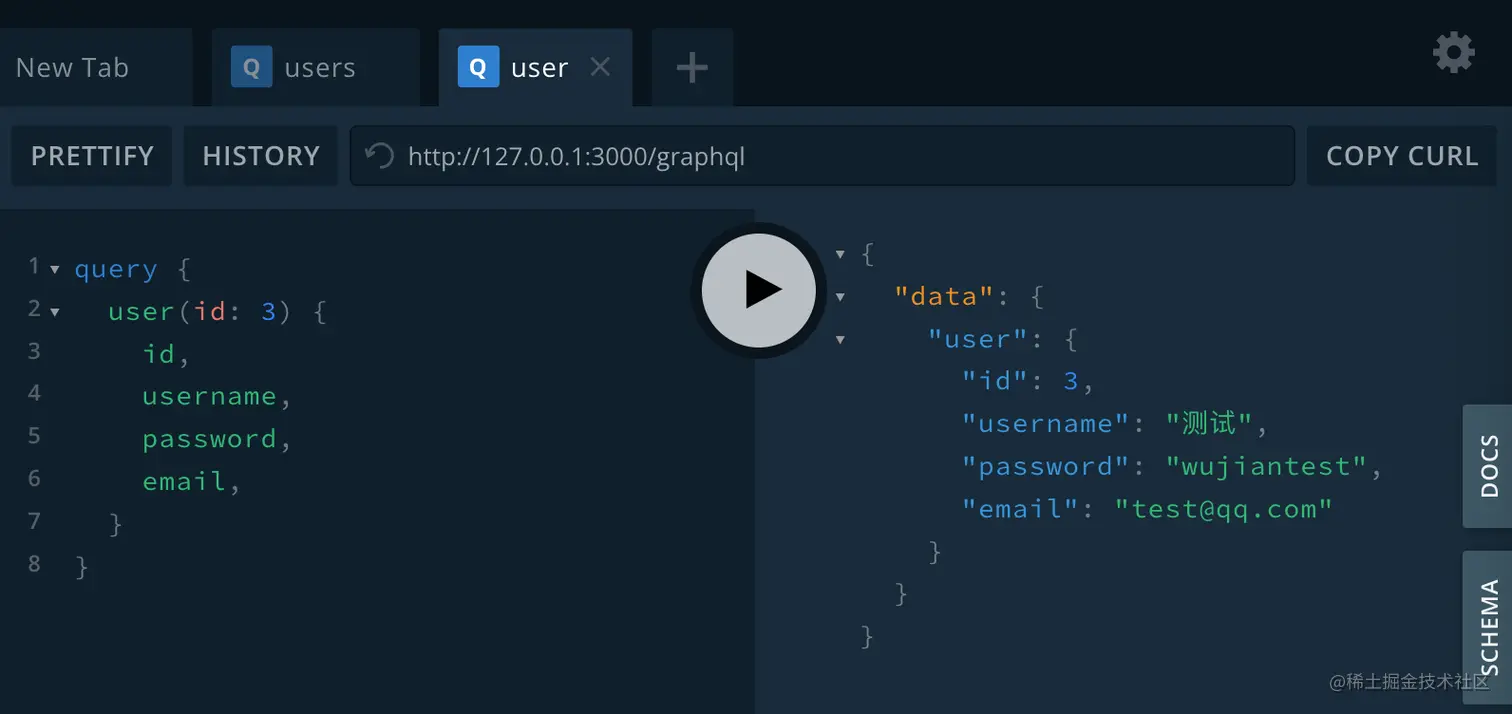 New Tab
Q users
Q user
PRETTIFY
HISTORY
http://127.0.0.1:3000/graphql
COPY CURL
1 query {
2 user(id: 3) {
3 id,
4 username,
5 password,
6 email,
7 }
8 }
{
"data": {
"user": {
"id": 3,
"username": "测试",
"password": "wujiantest",
"email": "test@qq.com"
}
}
}
DOCS
SCHEMA
@稀土掘金技术社区